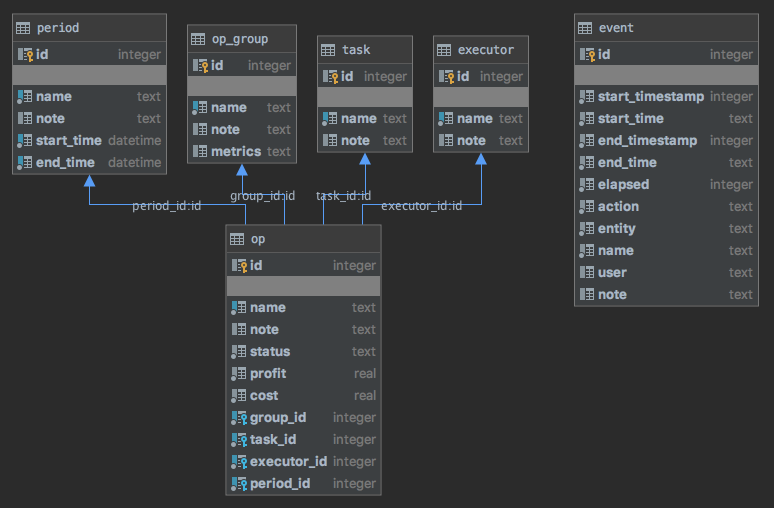 period
id integer
name text
note text
start_time datetime
end_time datetime
op_group
id integer
name text
note text
metrics text
task
id integer
name text
note text
executor
id integer
name text
note text
event
id integer
start_timestamp integer
start_time text
end_timestamp integer
end_time text
elapsed integer
action text
entity text
name text
user text
note text
period_id:id
group_id:id
task_id:id
executor_id:id
op
id integer
name text
note text
status text
profit real
cost real
group_id integer
task_id integer
executor_id integer
period_id integer